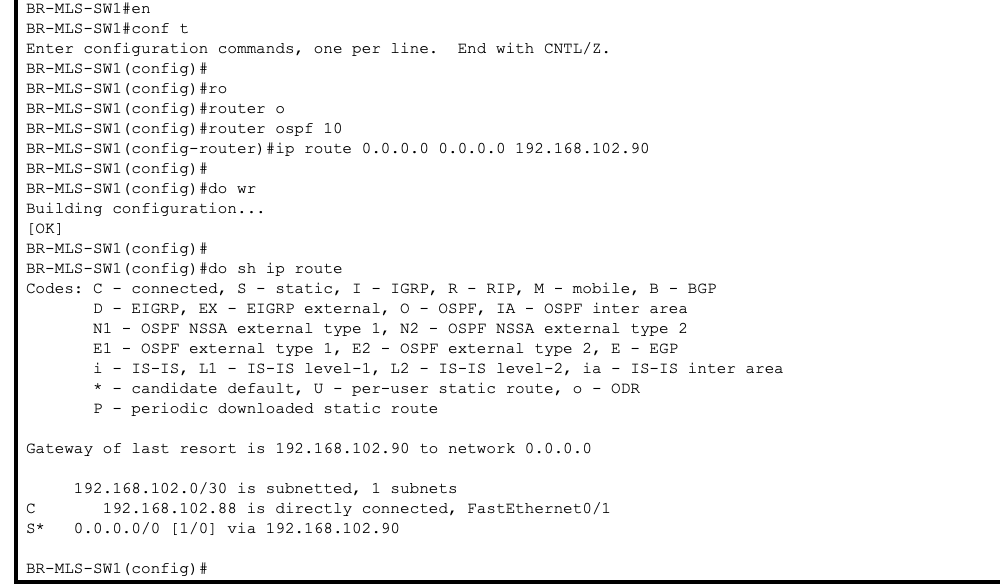 BR-MLS-SW1#en
BR-MLS-SW1#conf t
Enter configuration commands, one per line.  End with CNTL/Z.
BR-MLS-SW1(config)#
BR-MLS-SW1(config)#ro
BR-MLS-SW1(config)#router o
BR-MLS-SW1(config)#router ospf 10
BR-MLS-SW1(config-router)#ip route 0.0.0.0 0.0.0.0 192.168.102.90
BR-MLS-SW1(config)#
BR-MLS-SW1(config)#do wr
Building configuration...
[OK]
BR-MLS-SW1(config)#
BR-MLS-SW1(config)#do sh ip route
Codes: C - connected, S - static, I - IGRP, R - RIP, M - mobile, B - BGP
       D - EIGRP, EX - EIGRP external, O - OSPF, IA - OSPF inter area
       N1 - OSPF NSSA external type 1, N2 - OSPF NSSA external type 2
       E1 - OSPF external type 1, E2 - OSPF external type 2, E - EGP
       i - IS-IS, L1 - IS-IS level-1, L2 - IS-IS level-2, ia - IS-IS inter area
       * - candidate default, U - per-user static route, o - ODR
       P - periodic downloaded static route

Gateway of last resort is 192.168.102.90 to network 0.0.0.0

     192.168.102.0/30 is subnetted, 1 subnets
C       192.168.102.88 is directly connected, FastEthernet0/1
S*   0.0.0.0/0 [1/0] via 192.168.102.90

BR-MLS-SW1(config)#